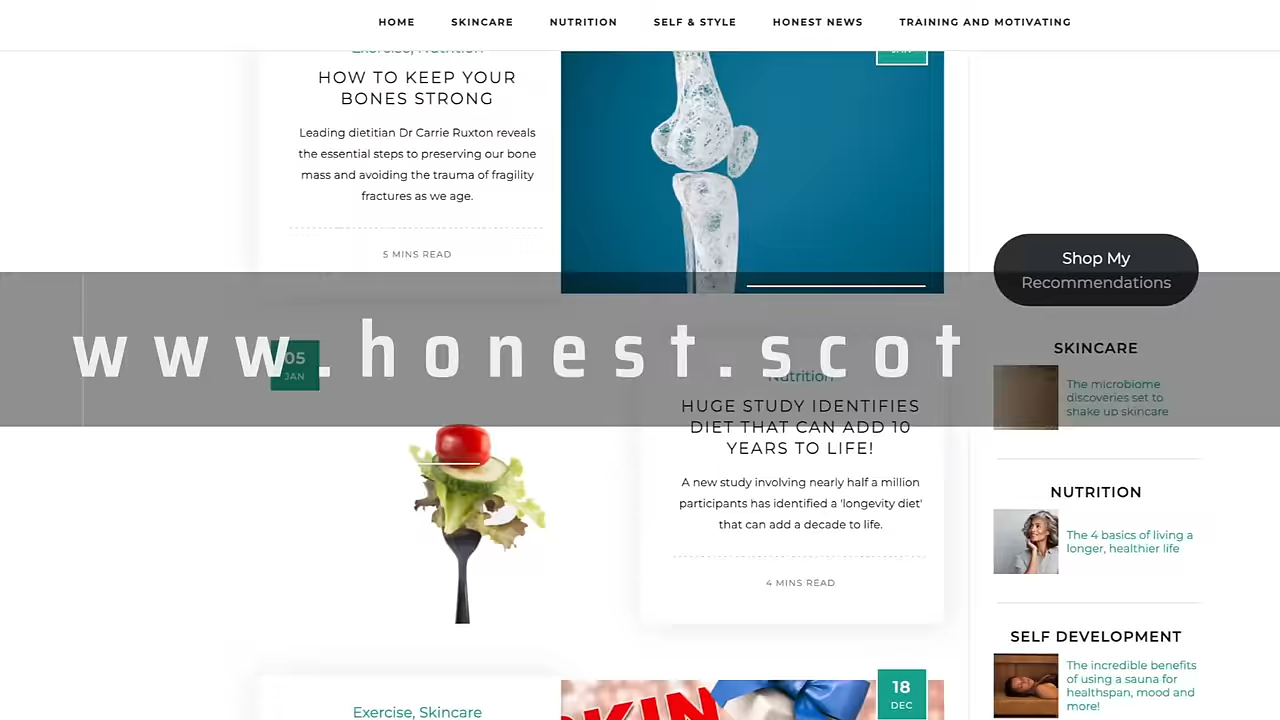 HOME SKINCARE NUTRITION SELF & STYLE HONEST NEWS TRAINING AND MOTIVATING
Exercise, Nutrition
HOW TO KEEP YOUR
BONES STRONG
Leading dietitian Dr Carrie Ruxton reveals
the essential steps to preserving our bone
mass and avoiding the trauma of fragility
fractures as we age.
5 MINS READ
JAN
Shop My
Recommendations
www.honest.scot
05
JAN
Nutrition
HUGE STUDY IDENTIFIES
DIET THAT CAN ADD 10
YEARS TO LIFE!
A new study involving nearly half a million
participants has identified a 'longevity diet'
that can add a decade to life.
4 MINS READ
SKINCARE
The microbiome
discoveries set to
shake up skincare
NUTRITION
The 4 basics of living a
longer, healthier life
SELF DEVELOPMENT
The incredible benefits
of using a sauna for
healthspan, mood and
more!
Exercise, Skincare
SKIN
18
DEC